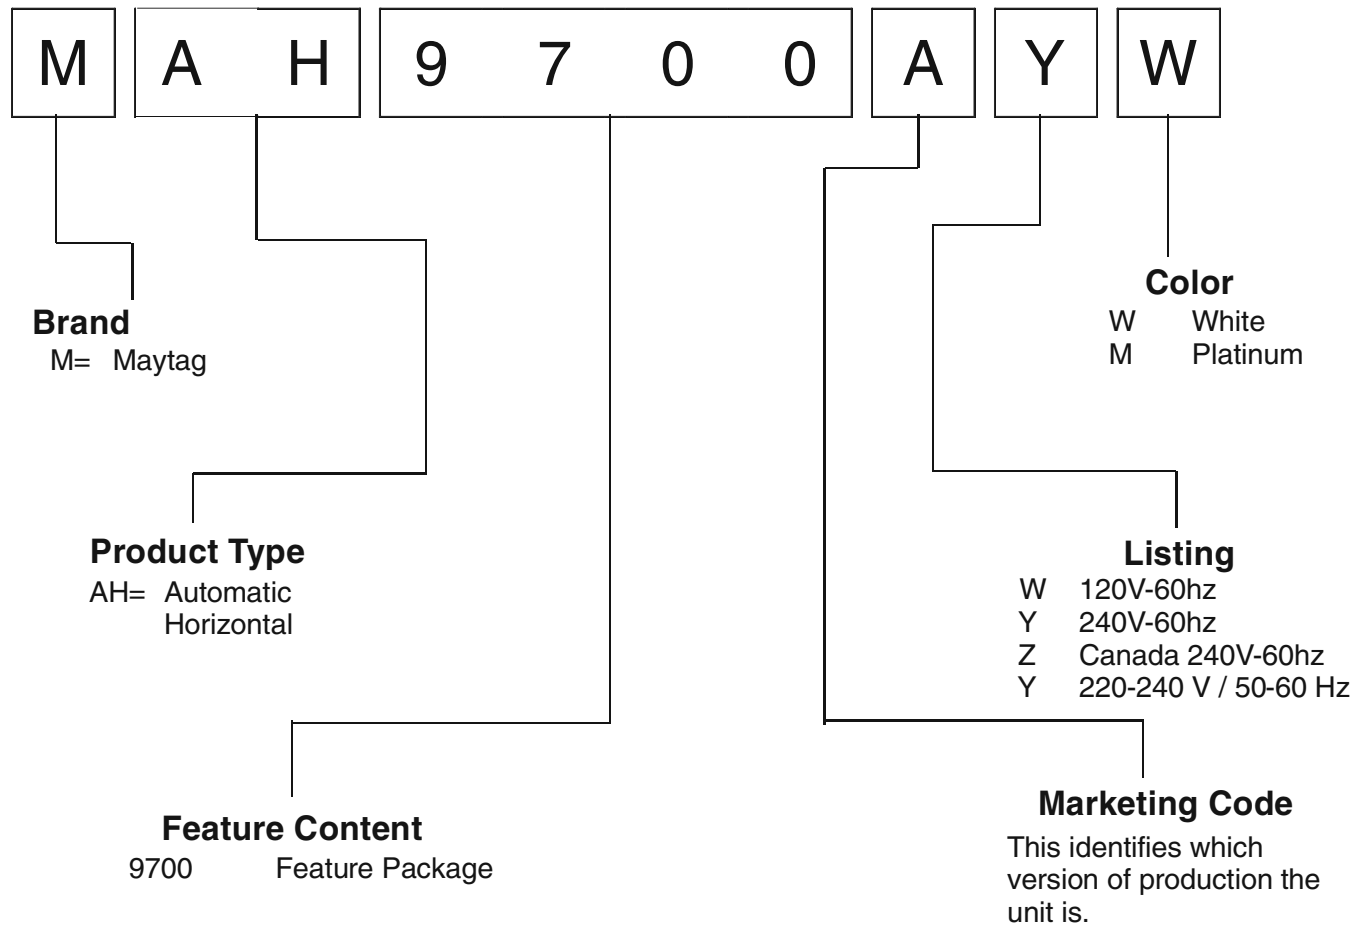 M A H 9 7 0 0 A Y W
Color
W White
M Platinum
Brand
M= Maytag
Product Type
AH= Automatic
Horizontal
Listing
W 120V-60hz
Y 240V-60hz
Z Canada 240V-60hz
Y 220-240 V / 50-60 Hz
Feature Content
9700 Feature Package
Marketing Code
This identifies which
version of production the
unit is.